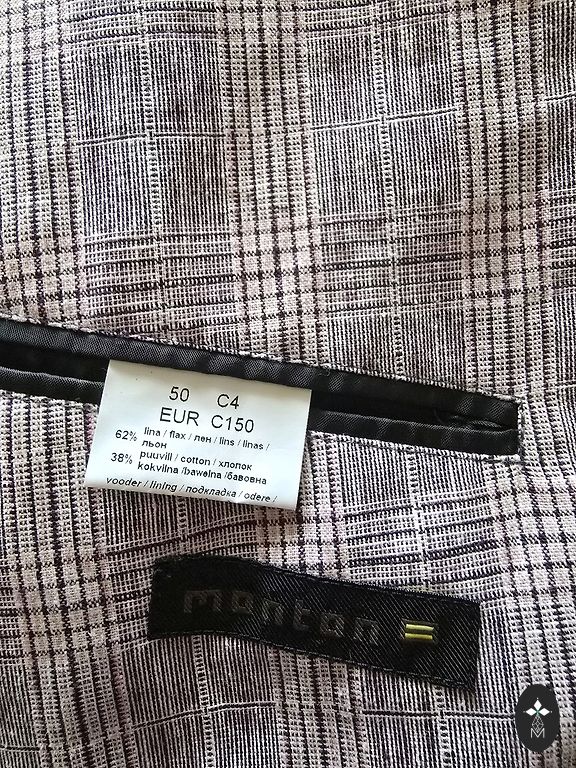 50 C4
EUR C150
62% lina / flax / лен / lins / linas /
льон
38% puuvill / cotton / хлопок
kokvilna /bawełna /бавовна
vooder / lining / подкладка / odere /
monton
M